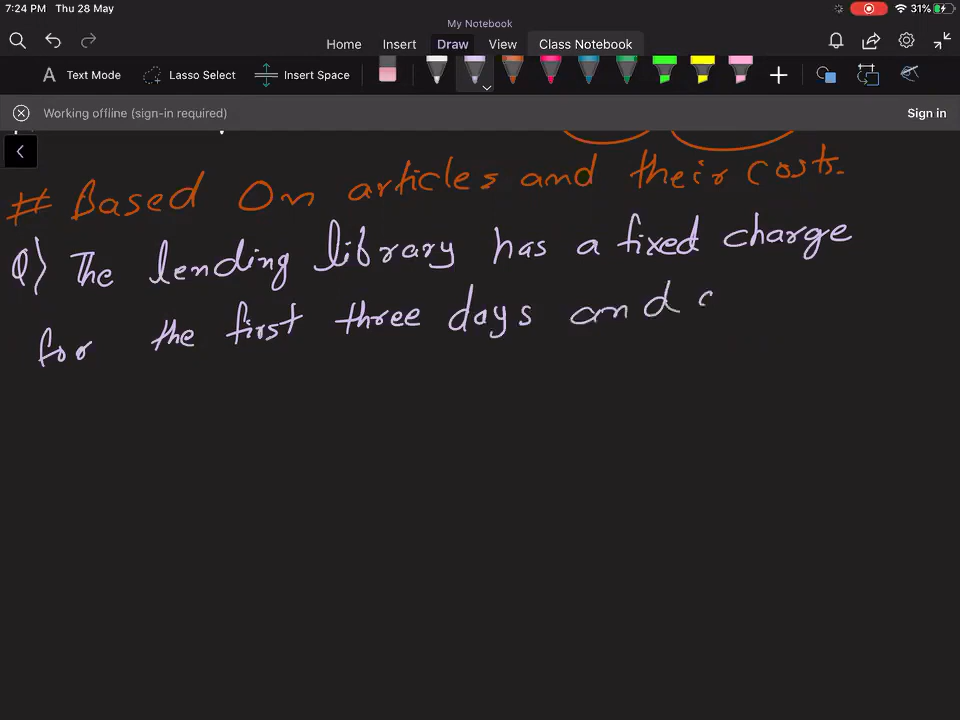 7:24 PM Thu 28 May
31%
My Notebook
Home Insert Draw View Class Notebook
Text Mode Lasso Select Insert Space
Working offline (sign-in required) Sign in
# Based On articles and their costs.
Q) The lending library has a fixed charge
for the first three days and